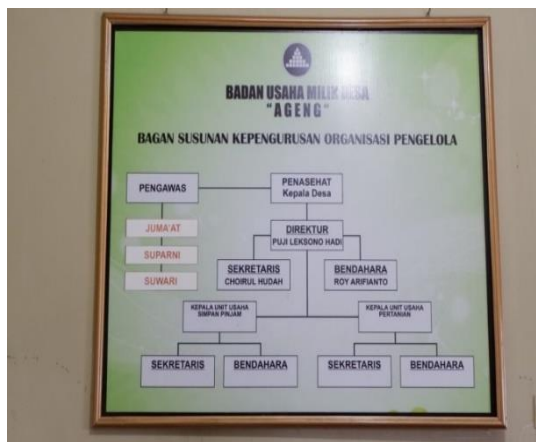 BADAN USAHA MILIK DESA
"AGENG"
BAGAN SUSUNAN KEPENGURUSAN ORGANISASI PENGELOLA
PENGAWAS
PENASEHAT
Kepala Desa
JUMA'AT
SUPARNI
SUWARI
DIREKTUR
PUJI LEKSONO HADI
SEKRETARIS
CHOIRUL HUDAH
BENDAHARA
ROY ARIFIANTO
KEPALA UNIT USAHA
SIMPAN PINJAM
KEPALA UNIT USAHA
PERTANIAN
SEKRETARIS
BENDAHARA
SEKRETARIS
BENDAHARA